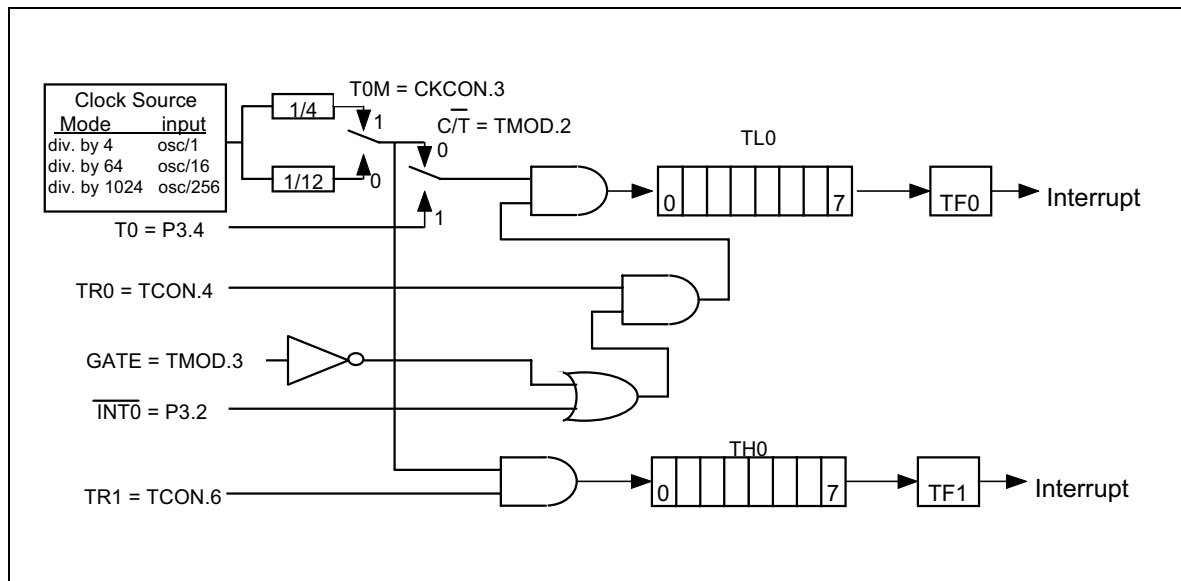 Clock Source
Mode input
div. by 4 osc/1
div. by 64 osc/16
div. by 1024 osc/256
1/4
1/12
T0M = CKCON.3
1
0
C/T̅ = TMOD.2
0
1
T0 = P3.4
TL0
0 7
TF0
Interrupt
TR0 = TCON.4
GATE = TMOD.3
I̅N̅T̅0̅ = P3.2
TH0
0 7
TF1
Interrupt
TR1 = TCON.6